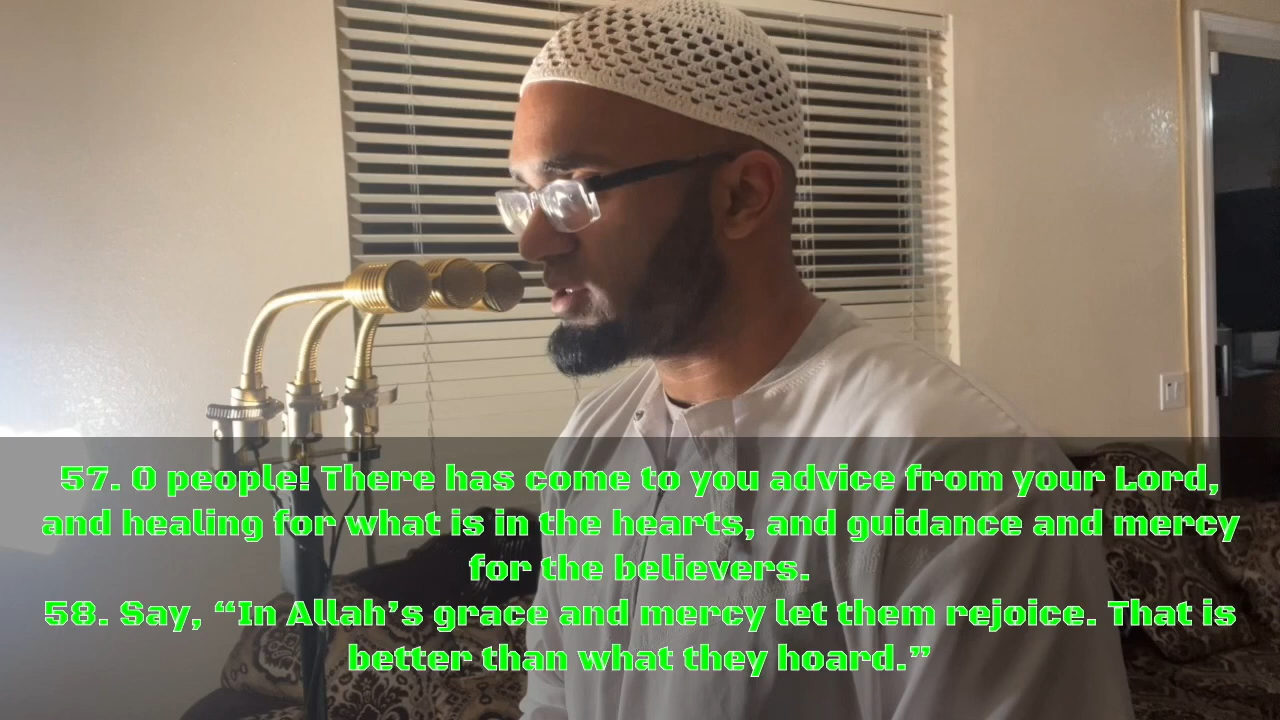 57. O people! There has come to you advice from your Lord,
and healing for what is in the hearts, and guidance and mercy
for the believers.
58. Say, “In Allah’s grace and mercy let them rejoice. That is
better than what they hoard.”